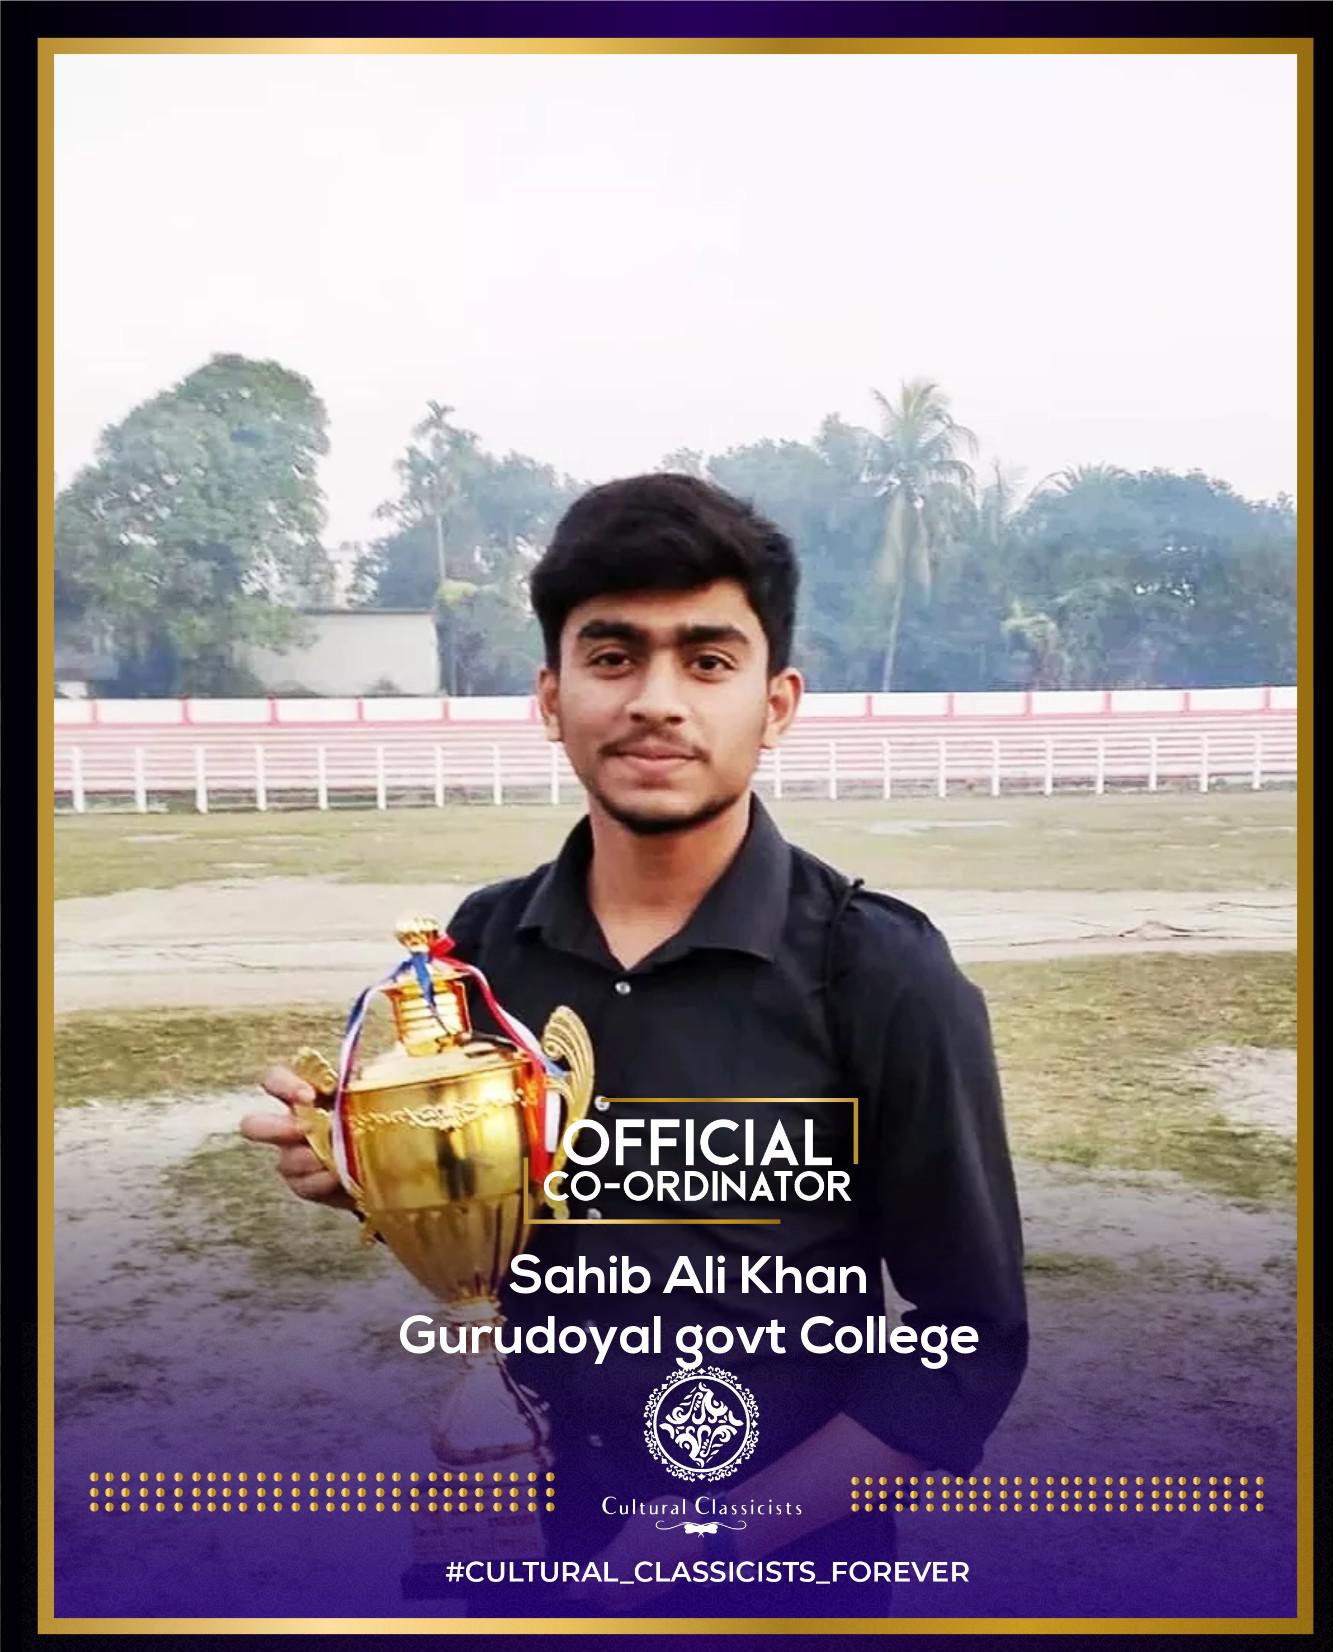 OFFICIAL
CO-ORDINATOR
Sahib Ali Khan
Gurudoyal govt College
Cultural Classicists
#CULTURAL_CLASSICISTS_FOREVER